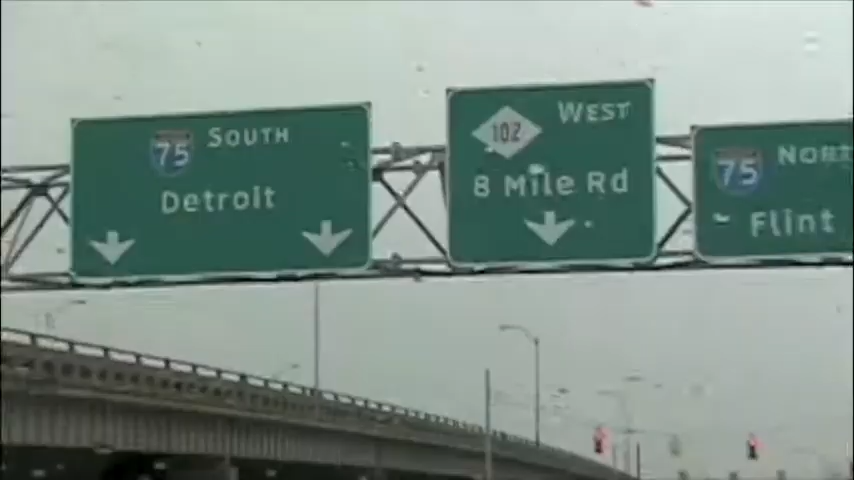 75 SOUTH
Detroit
102 WEST
8 Mile Rd
75 NORT
Flint